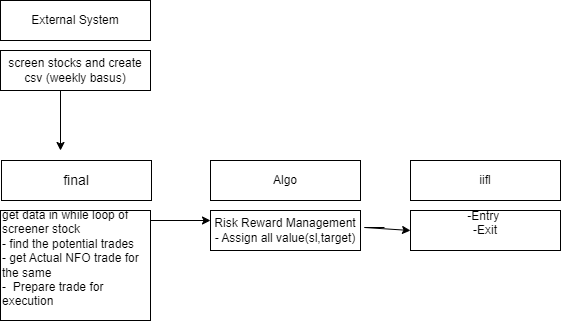 External System
screen stocks and create
csv (weekly basus)
final
Algo
iifl
get data in while loop of
screener stock
- find the potential trades
- get Actual NFO trade for
the same
- Prepare trade for
execution
Risk Reward Management
- Assign all value(sl,target)
-Entry
-Exit